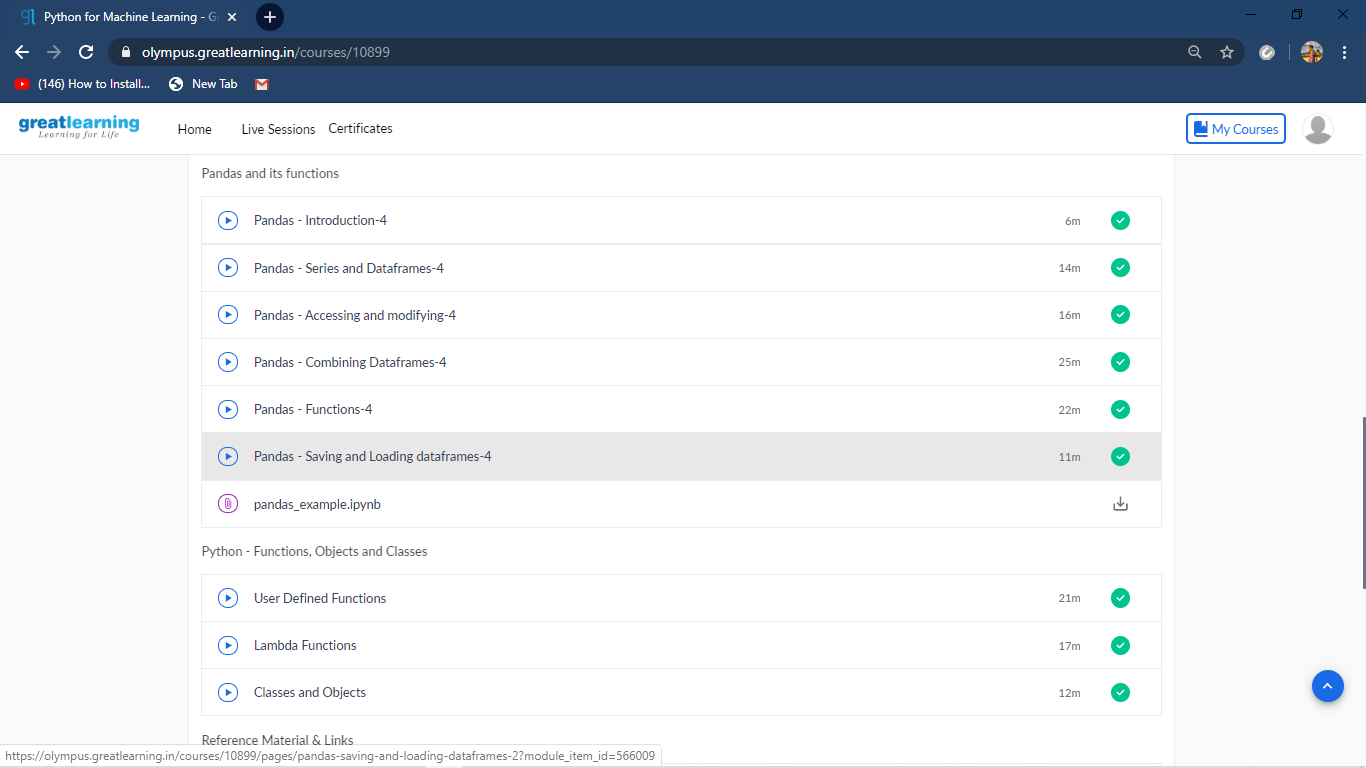 Python for Machine Learning - G
olympus.greatlearning.in/courses/10899
(146) How to Install...
New Tab
greatlearning
Learning for Life
Home
Live Sessions
Certificates
My Courses
Pandas and its functions
Pandas - Introduction-4 6m
Pandas - Series and Dataframes-4 14m
Pandas - Accessing and modifying-4 16m
Pandas - Combining Dataframes-4 25m
Pandas - Functions-4 22m
Pandas - Saving and Loading dataframes-4 11m
pandas_example.ipynb
Python - Functions, Objects and Classes
User Defined Functions 21m
Lambda Functions 17m
Classes and Objects 12m
Reference Material & Links
https://olympus.greatlearning.in/courses/10899/pages/pandas-saving-and-loading-dataframes-2?module_item_id=566009